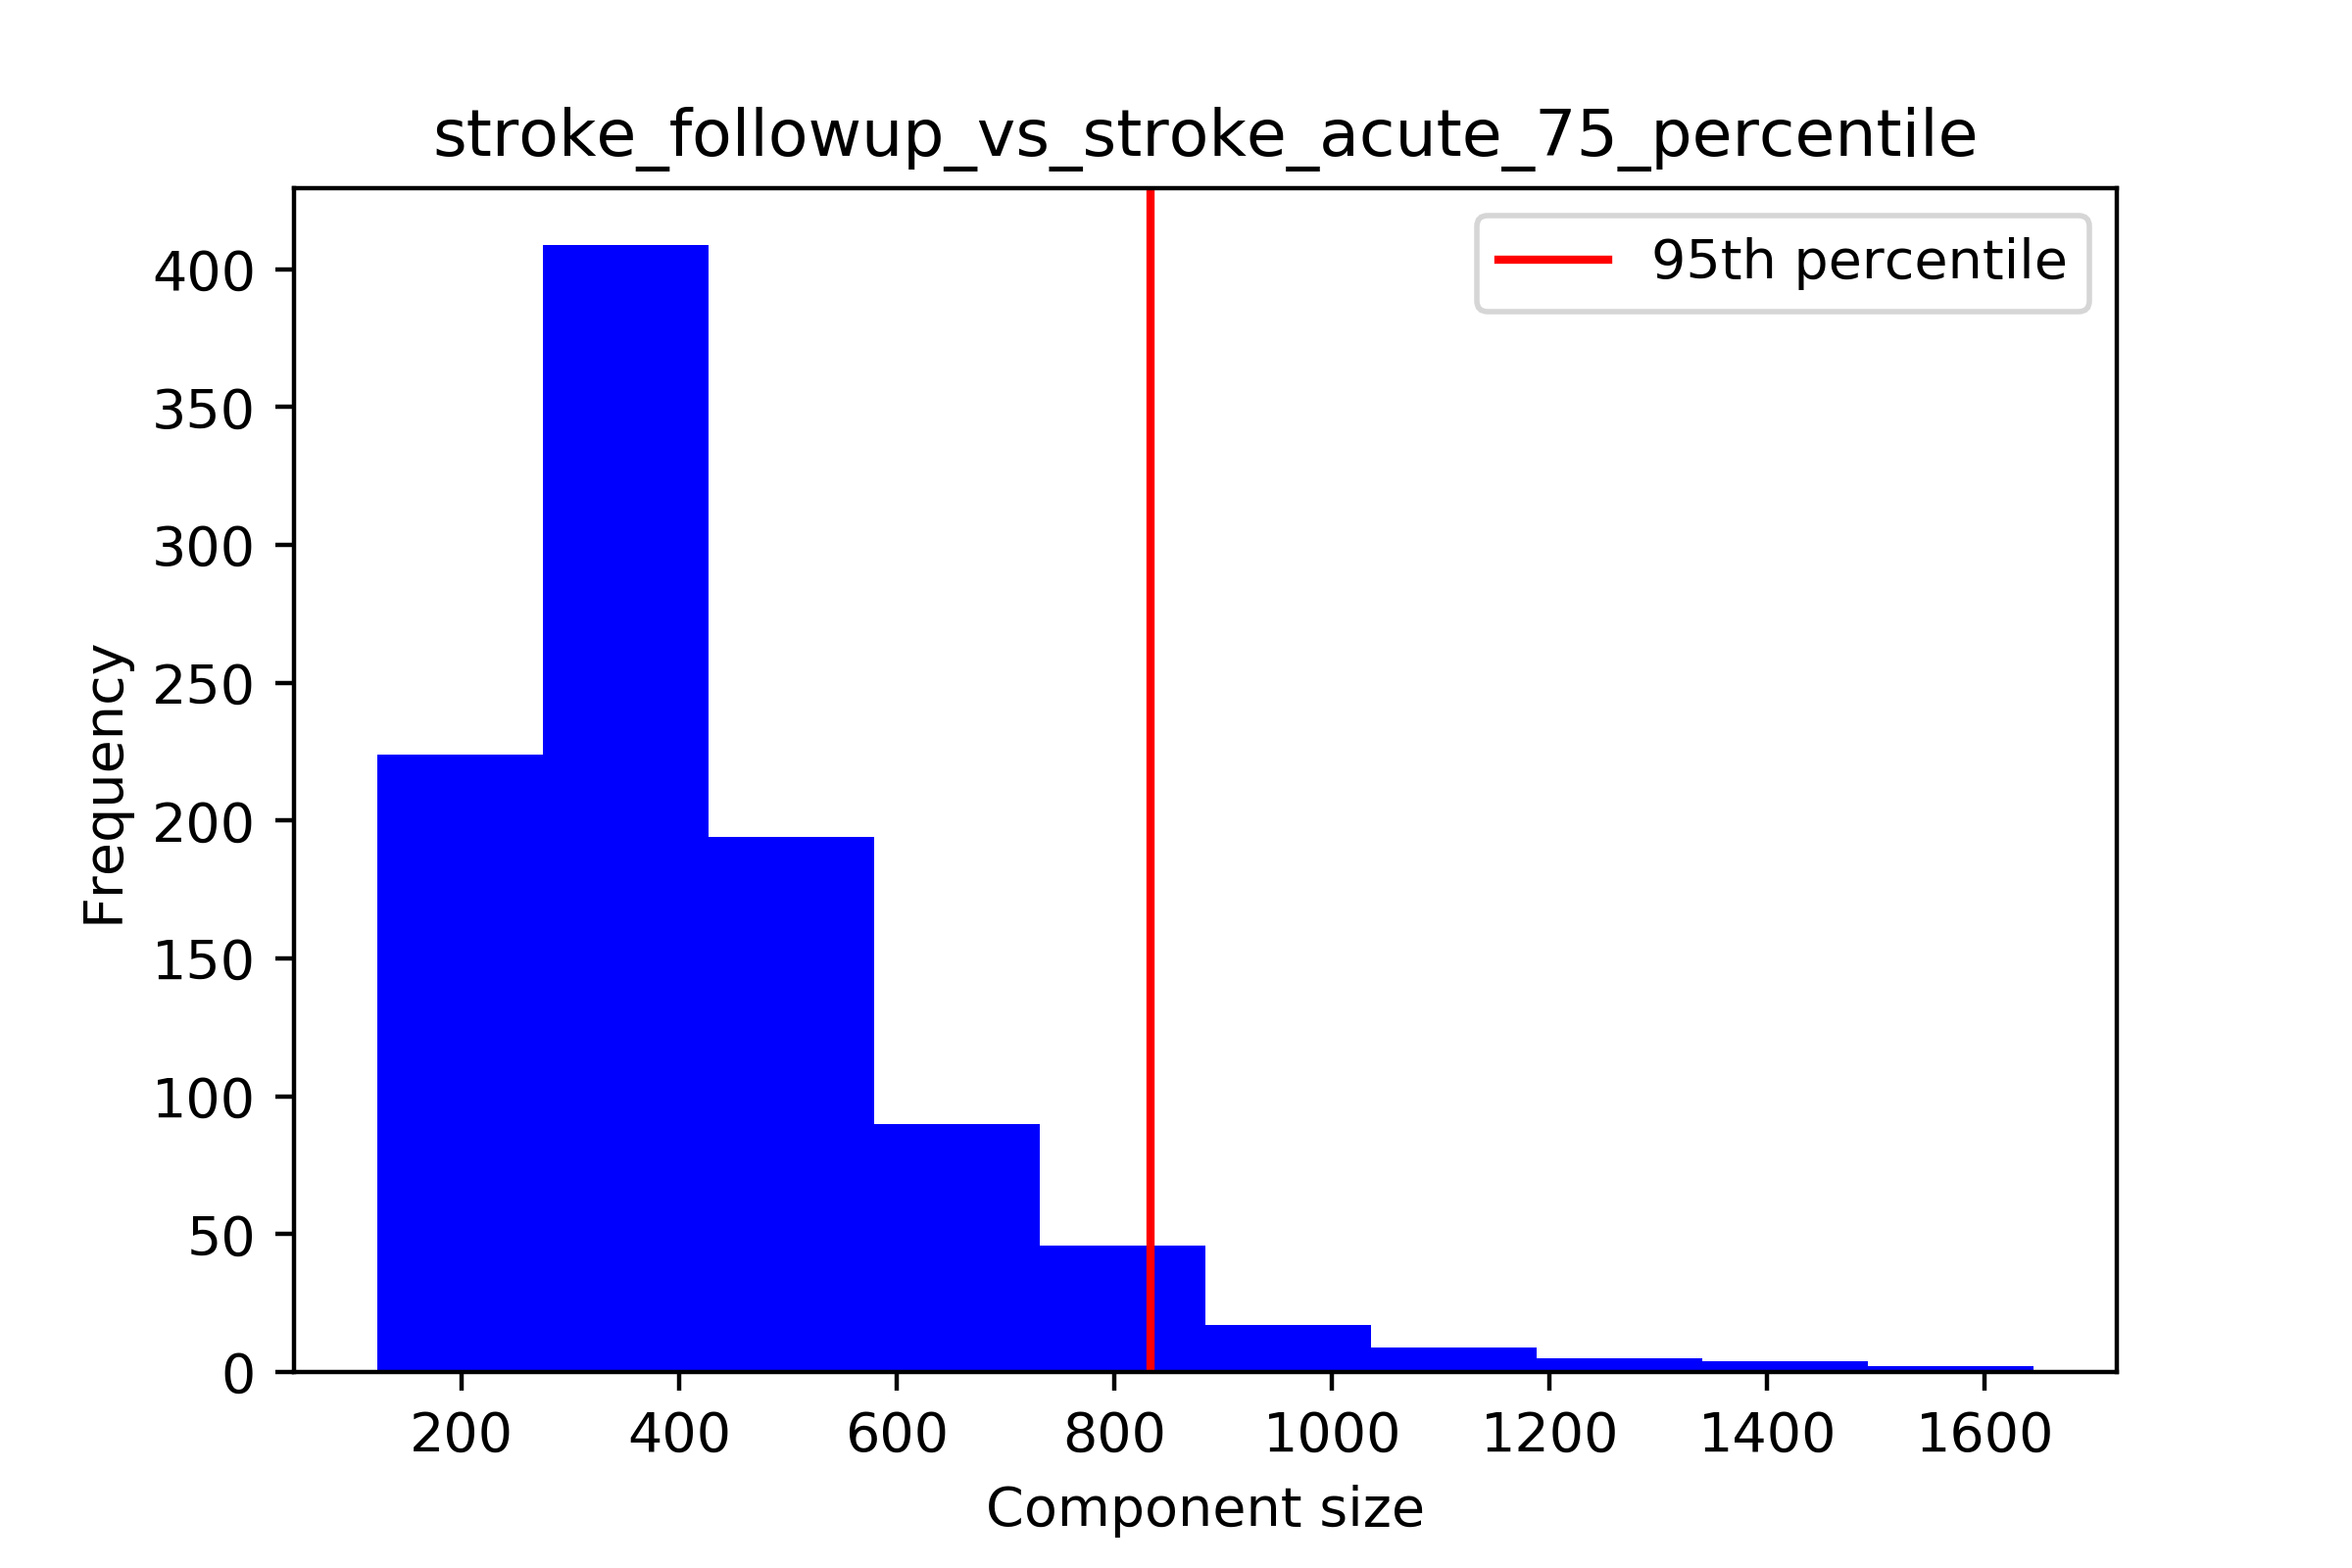 stroke_followup_vs_stroke_acute_75_percentile
95th percentile
Frequency
400
350
300
250
200
150
100
50
0
200 400 600 800 1000 1200 1400 1600
Component size